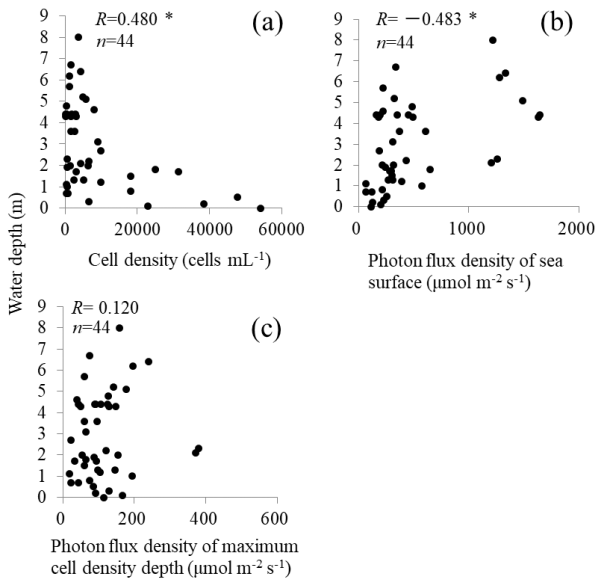 R=0.480 *
n=44
(a)
9
8
7
6
5
4
3
2
1
0
0 20000 40000 60000
Cell density (cells mL⁻¹)
R= −0.483 *
n=44
(b)
9
8
7
6
5
4
3
2
1
0
0 1000 2000
Photon flux density of sea
surface (μmol m⁻² s⁻¹)
Water depth (m)
R= 0.120
n=44
(c)
9
8
7
6
5
4
3
2
1
0
0 200 400 600
Photon flux density of maximum
cell density depth (μmol m⁻² s⁻¹)